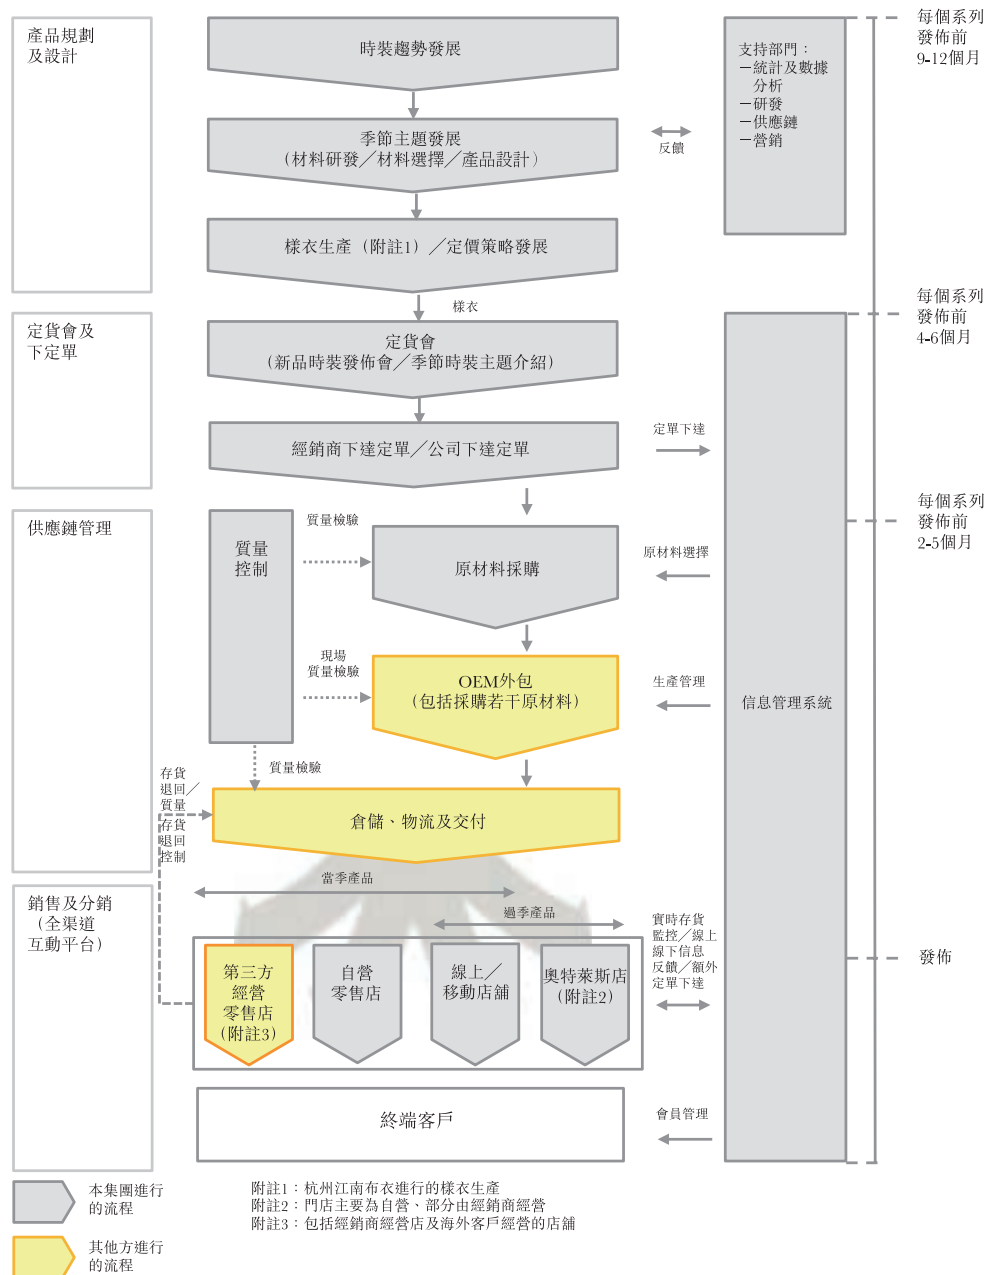 產品規劃
及設計
時裝趨勢發展
支持部門：
－統計及數據
分析
－研發
－供應鏈
－營銷
每個系列
發佈前
9-12個月
季節主題發展
（材料研發／材料選擇／產品設計）
反饋
樣衣生產（附註1）／定價策略發展
樣衣
每個系列
發佈前
4-6個月
定貨會及
下定單
定貨會
（新品時裝發佈會／季節時裝主題介紹）
經銷商下達定單／公司下達定單
定單下達
每個系列
發佈前
2-5個月
供應鏈管理
質量
控制
質量檢驗
原材料採購
原材料選擇
現場
質量檢驗
OEM外包
（包括採購若干原材料）
生產管理
信息管理系統
質量檢驗
存貨
退回／
質量
存貨
退回
控制
倉儲、物流及交付
銷售及分銷
（全渠道
互動平台）
當季產品
過季產品
實時存貨
監控／線上
線下信息
反饋／額外
定單下達
發佈
第三方
經營
零售店
（附註3）
自營
零售店
線上／
移動店舖
奧特萊斯店
（附註2）
終端客戶
會員管理
本集團進行
的流程
其他方進行
的流程
附註1：杭州江南布衣進行的樣衣生產
附註2：門店主要為自營、部分由經銷商經營
附註3：包括經銷商經營店及海外客戶經營的店舖